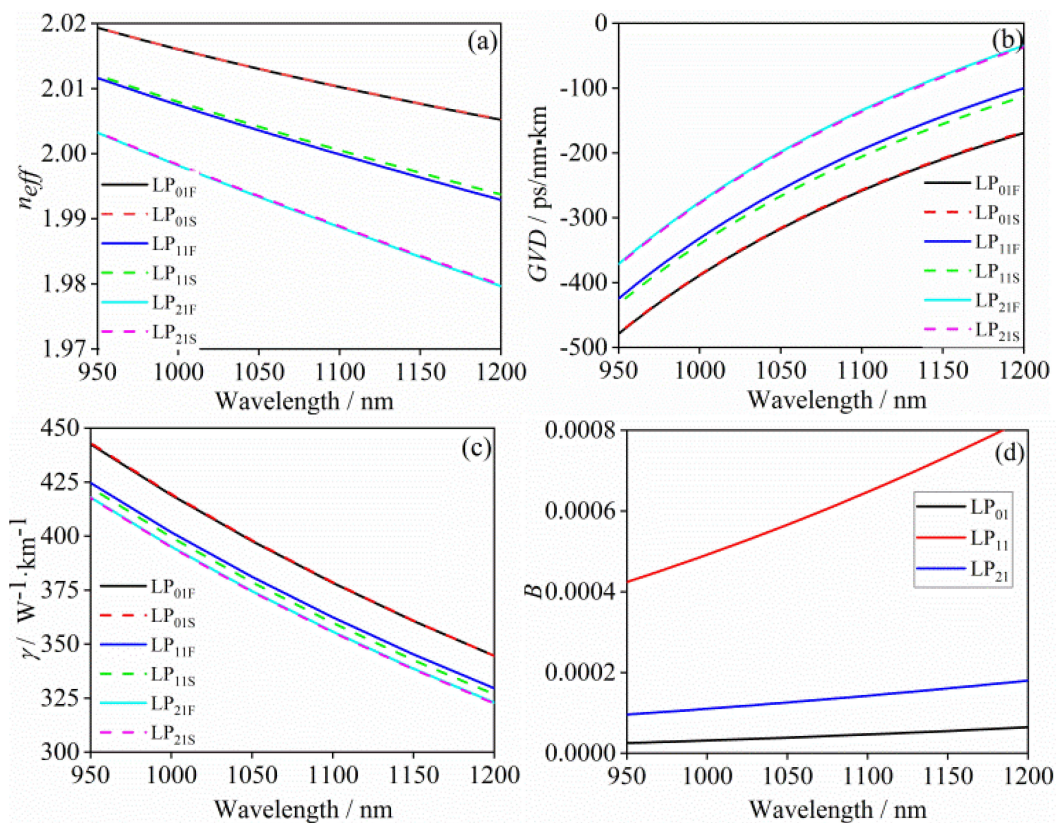 (a)
2.02
2.01
2.00
1.99
1.98
1.97
n_eff
LP01F
LP01S
LP11F
LP11S
LP21F
LP21S
950 1000 1050 1100 1150 1200
Wavelength / nm
(b)
0
-100
-200
-300
-400
-500
GVD / ps/nm•km
LP01F
LP01S
LP11F
LP11S
LP21F
LP21S
950 1000 1050 1100 1150 1200
Wavelength / nm
(c)
450
425
400
375
350
325
300
γ / W⁻¹·km⁻¹
LP01F
LP01S
LP11F
LP11S
LP21F
LP21S
950 1000 1050 1100 1150 1200
Wavelength / nm
(d)
0.0008
0.0006
0.0004
0.0002
0.0000
B
LP01
LP11
LP21
950 1000 1050 1100 1150 1200
Wavelength / nm